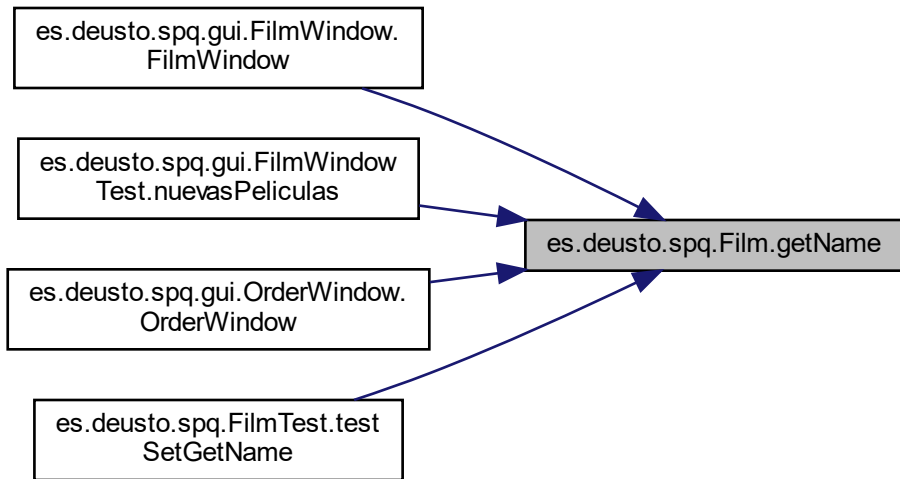 es.deusto.spq.gui.FilmWindow.
FilmWindow
es.deusto.spq.gui.FilmWindow
Test.nuevasPeliculas
es.deusto.spq.Film.getName
es.deusto.spq.gui.OrderWindow.
OrderWindow
es.deusto.spq.FilmTest.test
SetGetName